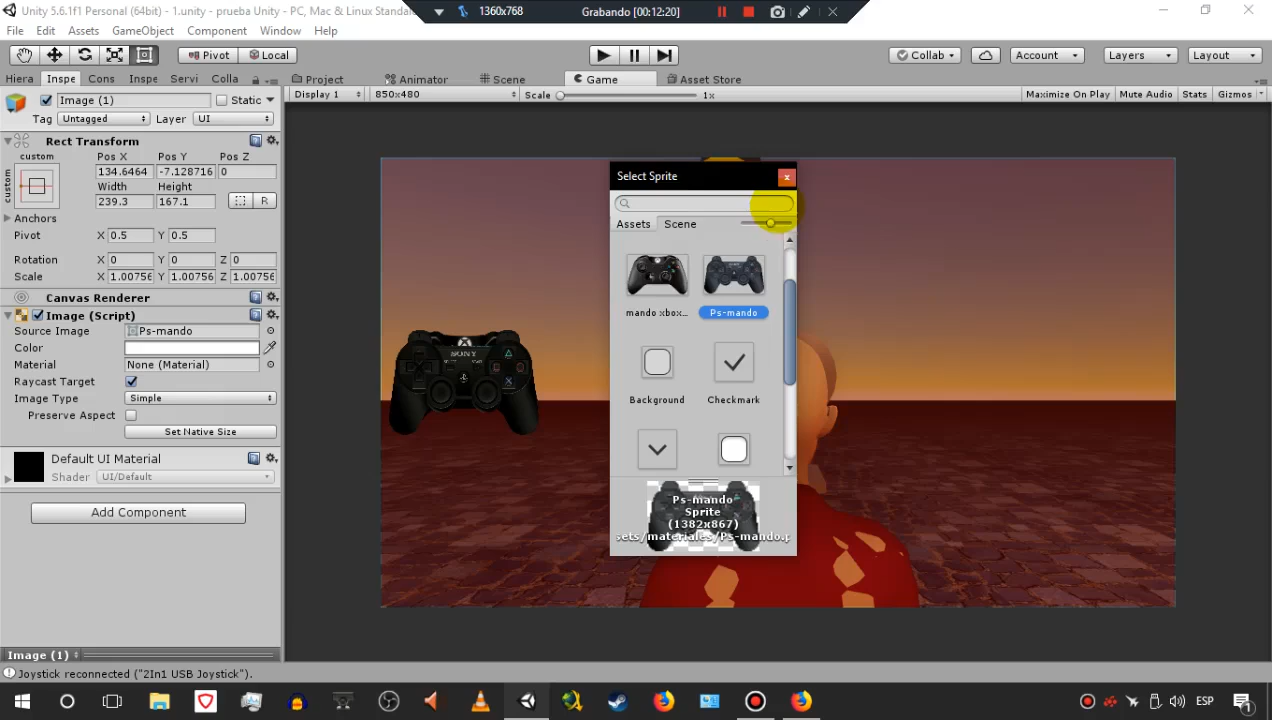 Unity 5.6.1f1 Personal (64bit) - 1.unity - prueba Unity - PC, Mac & Linux Standalo
1360x768
Grabando [00:12:20]
File Edit Assets GameObject Component Window Help
Pivot Local
Collab Account Layers Layout
Hiera Inspe Cons Inspe Servi Colla
Project Animator Scene Game Asset Store
Display 1 850x480 Scale 1x
Maximize On Play Mute Audio Stats Gizmos
Image (1) Static
Tag Untagged Layer UI
Rect Transform
custom Pos X Pos Y Pos Z
custom
134.6464 -7.128716 0
Width Height
239.3 167.1 R
Anchors
Pivot X 0.5 Y 0.5
Rotation X 0 Y 0 Z 0
Scale X 1.00756 Y 1.00756 Z 1.00756
Canvas Renderer
Image (Script)
Source Image Ps-mando
Color
Material None (Material)
Raycast Target
Image Type Simple
Preserve Aspect
Set Native Size
Default UI Material
Shader UI/Default
Add Component
SONY
Select Sprite
x
Assets Scene
mando xbox... Ps-mando
Background Checkmark
Ps-mando
Sprite
(1382x867)
sets/materiales/Ps-mando.p
Image (1)
Joystick reconnected ("2In1 USB Joystick").
ESP
1